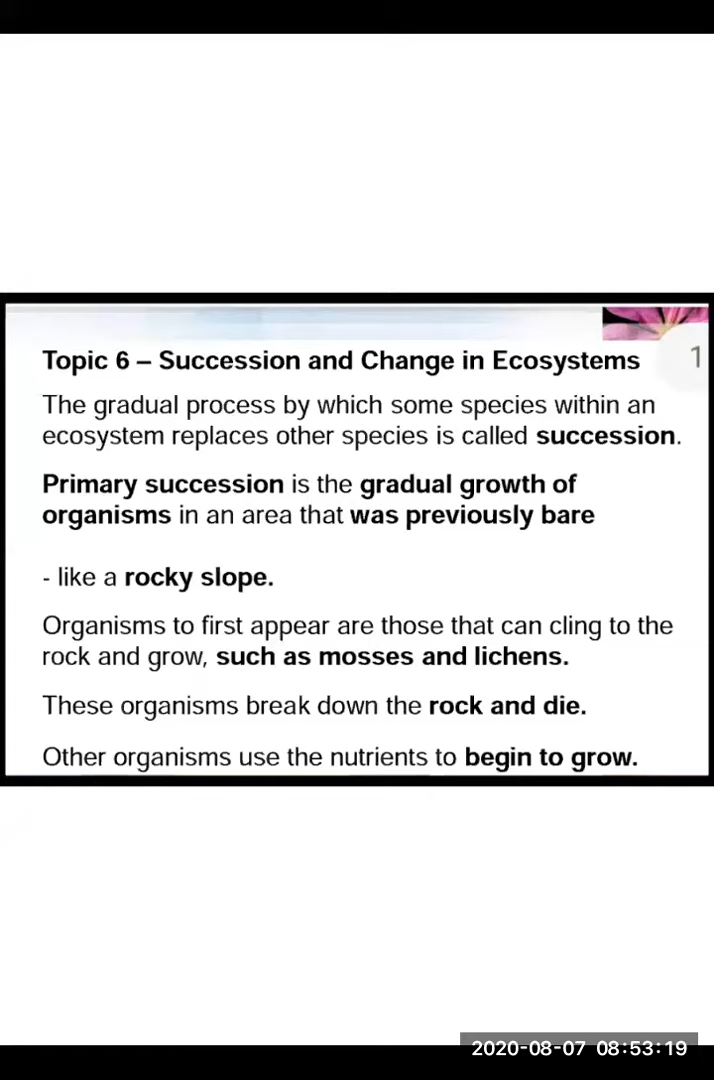 Topic 6 – Succession and Change in Ecosystems
1
The gradual process by which some species within an
ecosystem replaces other species is called succession.
Primary succession is the gradual growth of
organisms in an area that was previously bare
- like a rocky slope.
Organisms to first appear are those that can cling to the
rock and grow, such as mosses and lichens.
These organisms break down the rock and die.
Other organisms use the nutrients to begin to grow.
2020-08-07 08:53:19